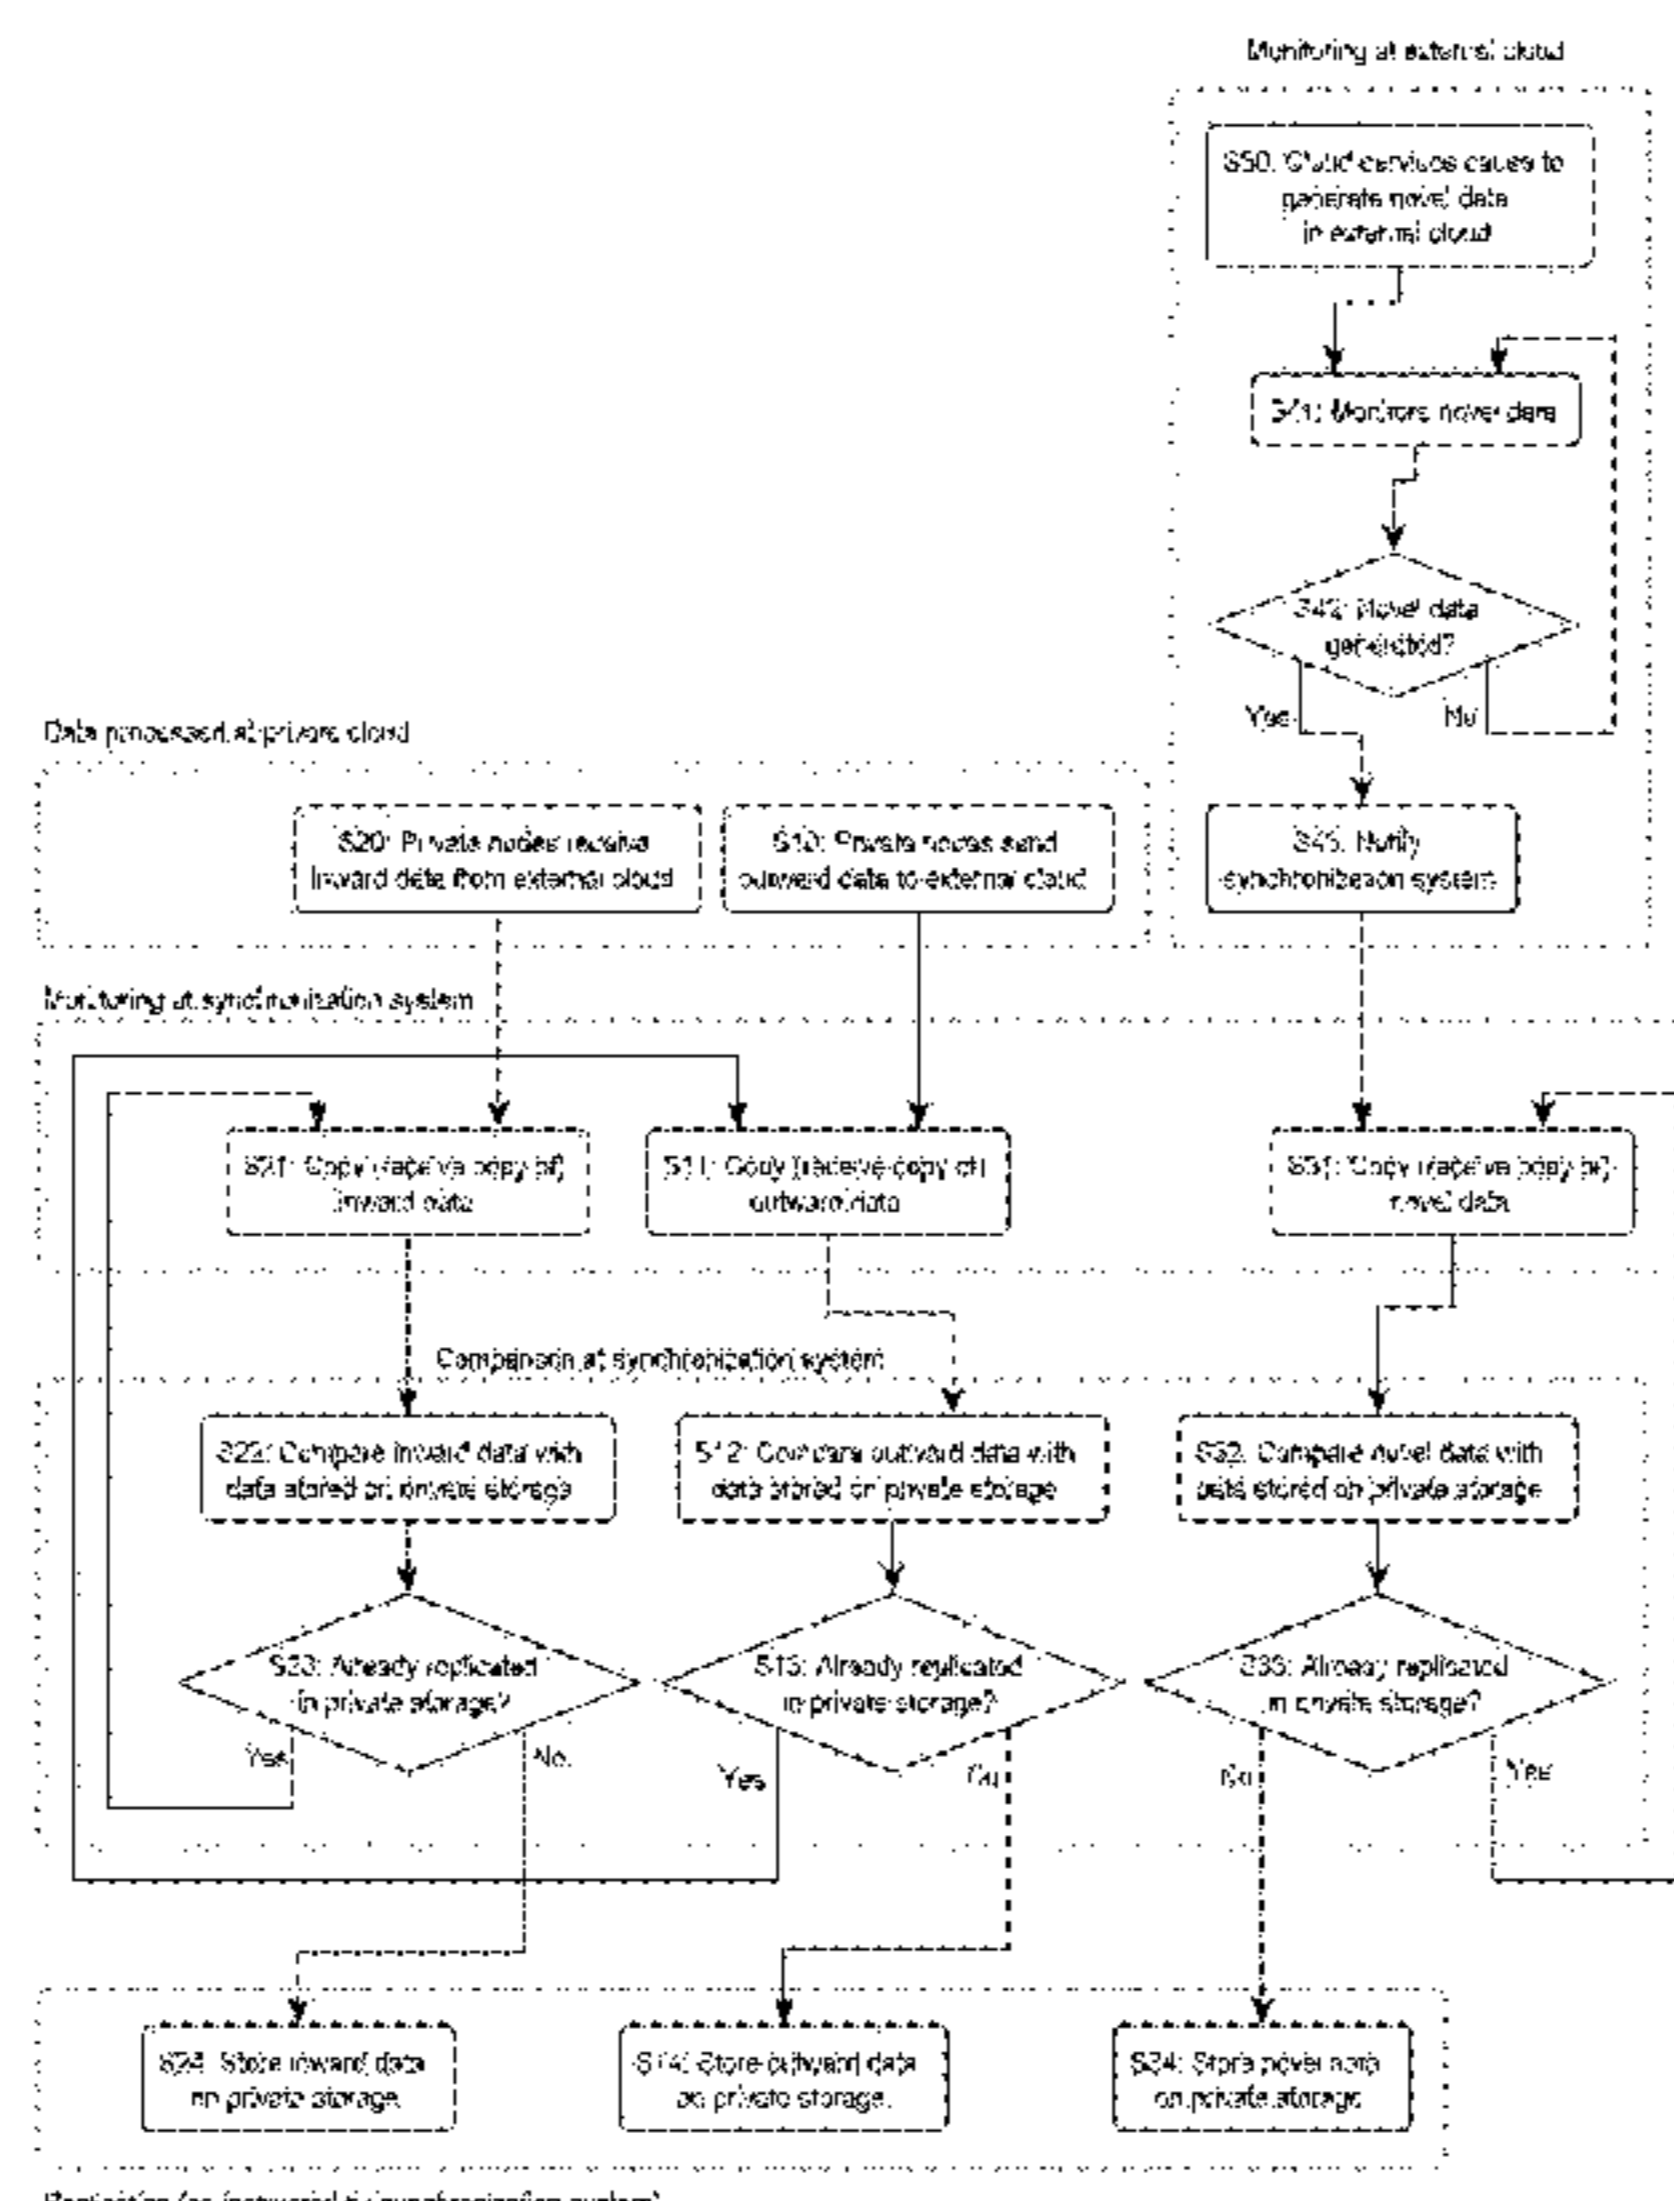 Monitoring at external cloud
S30: Cloud services cause to
generate novel data
in external cloud
S41: Monitors novel data
S42: Novel data
generated?
Yes
No
Data processed at private cloud
S20: Private nodes receive
inward data from external cloud
S10: Private nodes send
outward data to external cloud
S43: Notify
synchronization system
Monitoring at synchronization system
S21: Copy (receive copy of)
inward data
S11: Copy (receive copy of)
outward data
S31: Copy (receive copy of)
novel data
Comparison at synchronization system
S22: Compare inward data with
data stored on private storage
S12: Compare outward data with
data stored on private storage
S32: Compare novel data with
data stored on private storage
S23: Already replicated
in private storage?
S13: Already replicated
in private storage?
S33: Already replicated
in private storage?
Yes
No
Yes
No
No
Yes
S24: Store inward data
on private storage
S14: Store outward data
on private storage
S34: Store novel data
on private storage